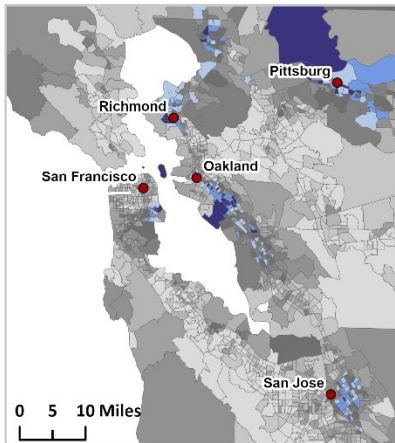 Pittsburg
Richmond
Oakland
San Francisco
San Jose
0 5 10 Miles